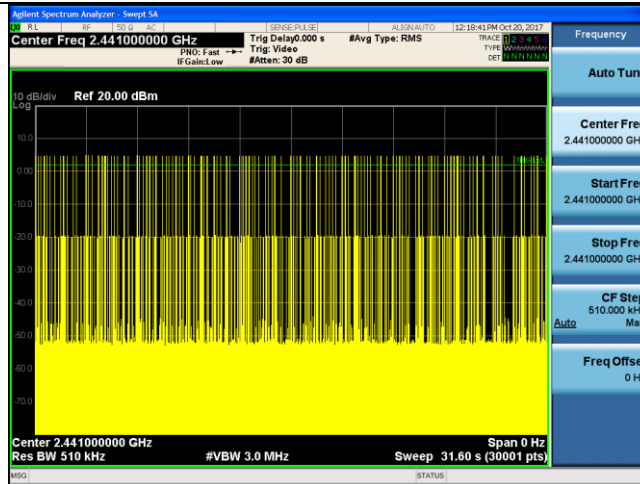 Agilent Spectrum Analyzer - Swept SA
RL RF 50 Ω AC SENSE:PULSE ALIGNAUTO 12:18:41PM Oct 20, 2017
Center Freq 2.441000000 GHz Trig Delay0.000 s #Avg Type: RMS TRACE 1 2 3 4 5 6
PNO: Fast Trig: Video TYPE
IFGain:Low #Atten: 30 dB DET N N N N N N
10 dB/div Ref 20.00 dBm
Log
10.0
0.00
-10.0
-20.0
-30.0
-40.0
-50.0
-60.0
-70.0
Center 2.441000000 GHz Span 0 Hz
Res BW 510 kHz #VBW 3.0 MHz Sweep 31.60 s (30001 pts)
MSG STATUS
Frequency
Auto Tun
Center Fre
2.441000000 GH
Start Fre
2.441000000 GH
Stop Fre
2.441000000 GH
CF Step
510.000 kH
Auto Ma
Freq Offse
0 H